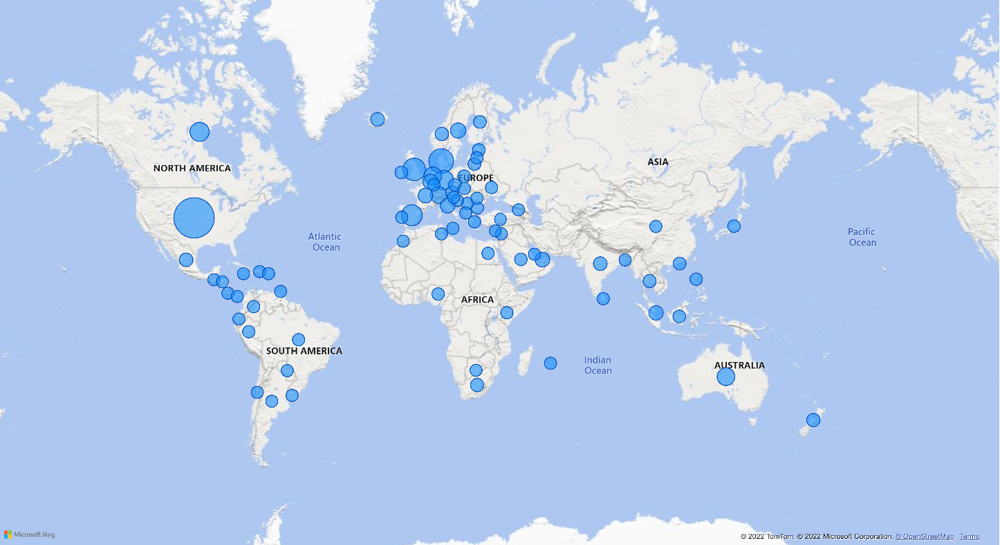 NORTH AMERICA
ASIA
EUROPE
Atlantic
Ocean
Pacific
Ocean
AFRICA
SOUTH AMERICA
Indian
Ocean
AUSTRALIA
Microsoft Bing
© 2022 TomTom. © 2022 Microsoft Corporation, © OpenStreetMap Terms